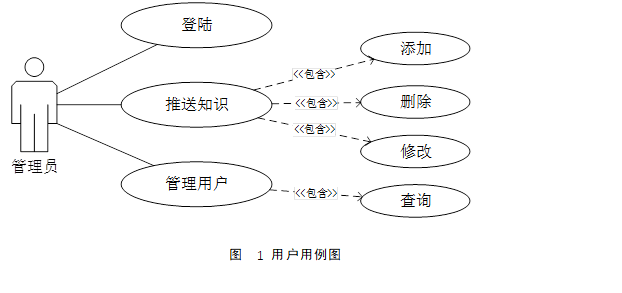 登陆
添加
<<包含>>
推送知识
<<包含>>
删除
<<包含>>
修改
管理员
管理用户
<<包含>>
查询
图 1 用户用例图